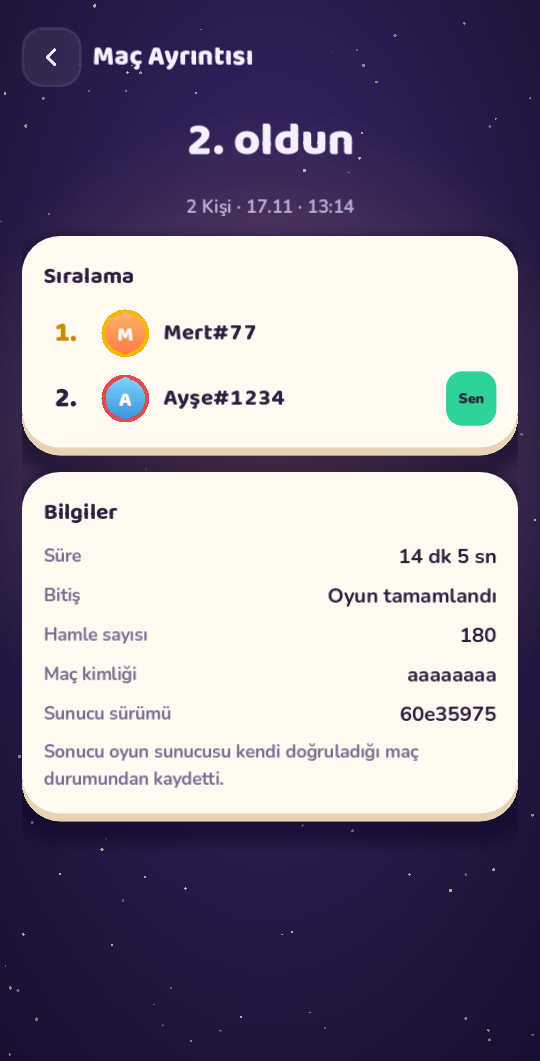 Maç Ayrıntısı
2. oldun
2 Kişi · 17.11 · 13:14
Sıralama
1. M Mert#77
2. A Ayşe#1234 Sen
Bilgiler
Süre 14 dk 5 sn
Bitiş Oyun tamamlandı
Hamle sayısı 180
Maç kimliği aaaaaaaa
Sunucu sürümü 60e35975
Sonucu oyun sunucusu kendi doğruladığı maç
durumundan kaydetti.